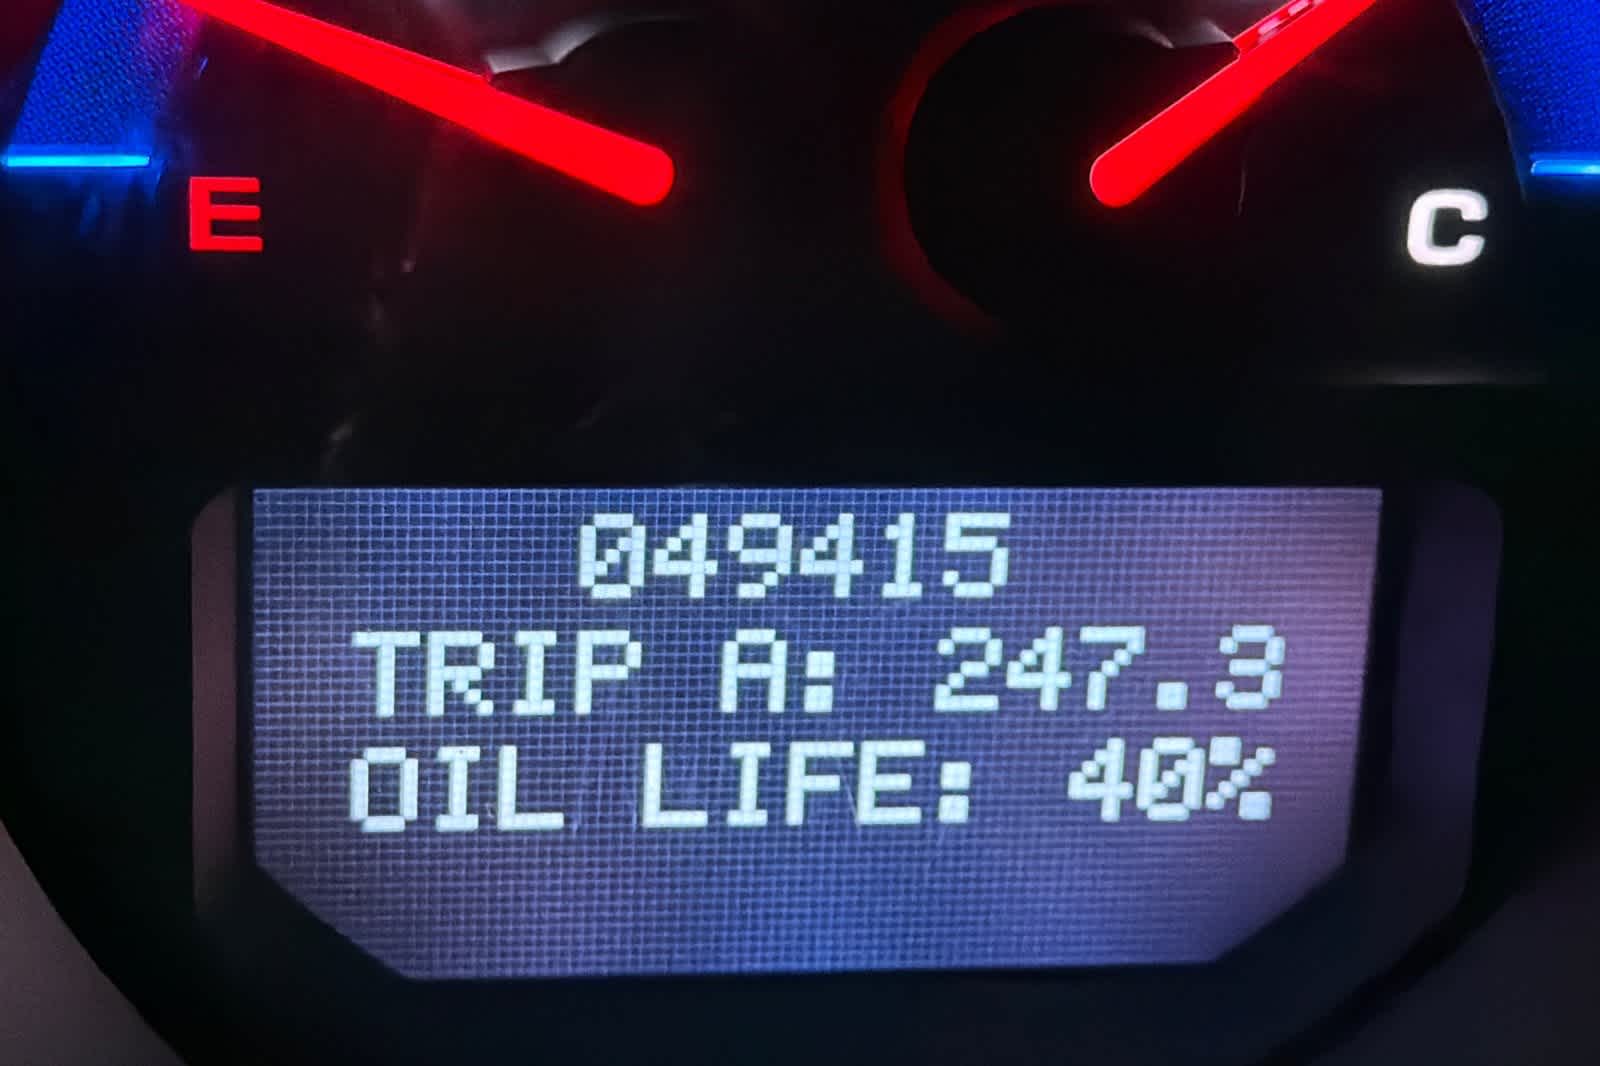 E C
049415
TRIP A: 247.3
OIL LIFE: 40%